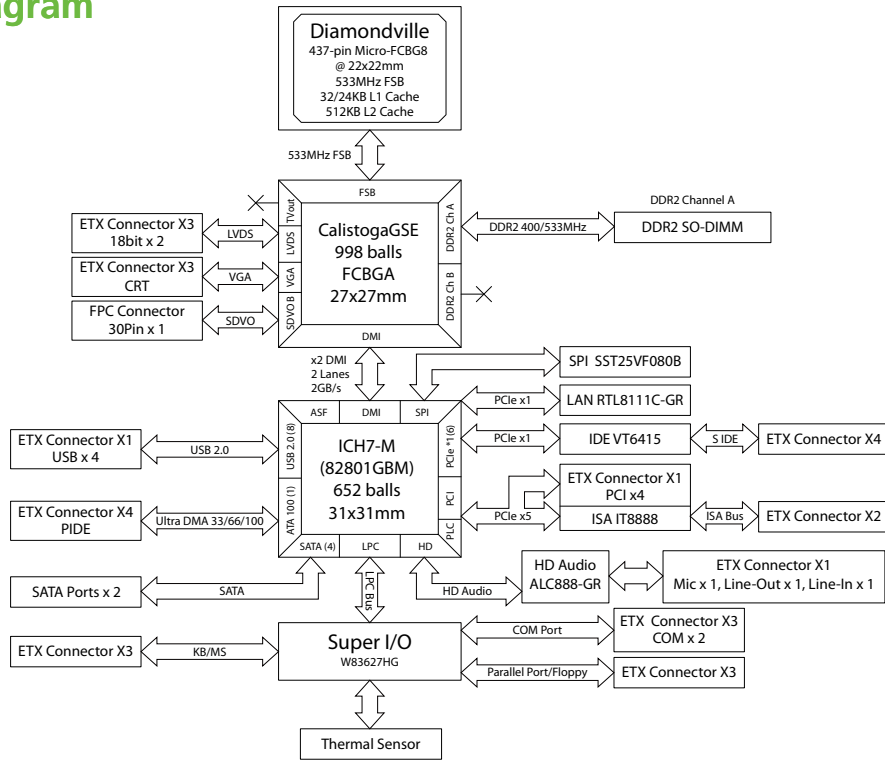 agram
Diamondville
437-pin Micro-FCBG8
@ 22x22mm
533MHz FSB
32/24KB L1 Cache
512KB L2 Cache
533MHz FSB
FSB
TVout
LVDS
VGA
SDVO B
CalistogaGSE
998 balls
FCBGA
27x27mm
DDR2 Ch A
DDR2 Ch B
DMI
ETX Connector X3
18bit x 2
LVDS
ETX Connector X3
CRT
VGA
FPC Connector
30Pin x 1
SDVO
DDR2 400/533MHz
DDR2 Channel A
DDR2 SO-DIMM
x2 DMI
2 Lanes
2GB/s
SPI SST25VF080B
ASF
DMI
SPI
USB 2.0 (8)
ATA 100 (1)
ICH7-M
(82801GBM)
652 balls
31x31mm
PCIe *1(6)
PCI
PLC
SATA (4)
LPC
HD
PCIe x1
LAN RTL8111C-GR
PCIe x1
IDE VT6415
S IDE
ETX Connector X4
ETX Connector X1
USB x 4
USB 2.0
ETX Connector X1
PCI x4
PCIe x5
ISA IT8888
ISA Bus
ETX Connector X2
ETX Connector X4
PIDE
Ultra DMA 33/66/100
SATA Ports x 2
SATA
LPC Bus
HD Audio
HD Audio
ALC888-GR
ETX Connector X1
Mic x 1, Line-Out x 1, Line-In x 1
ETX Connector X3
KB/MS
Super I/O
W83627HG
COM Port
ETX Connector X3
COM x 2
Parallel Port/Floppy
ETX Connector X3
Thermal Sensor